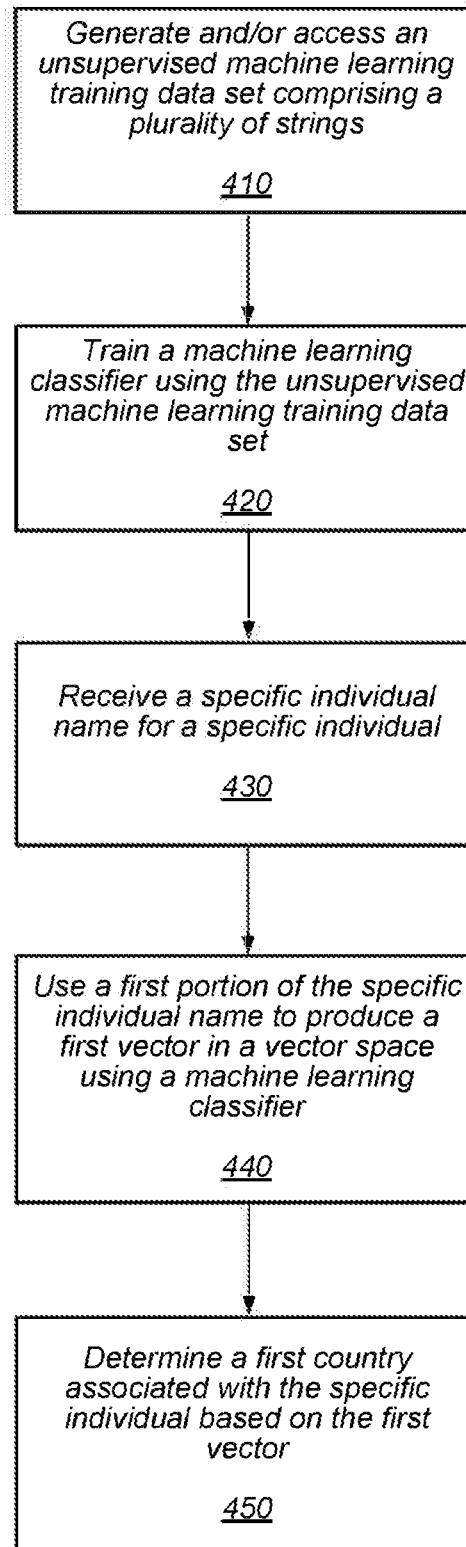 Generate and/or access an
unsupervised machine learning
training data set comprising a
plurality of strings
410
Train a machine learning
classifier using the unsupervised
machine learning training data
set
420
Receive a specific individual
name for a specific individual
430
Use a first portion of the specific
individual name to produce a
first vector in a vector space
using a machine learning
classifier
440
Determine a first country
associated with the specific
individual based on the first
vector
450